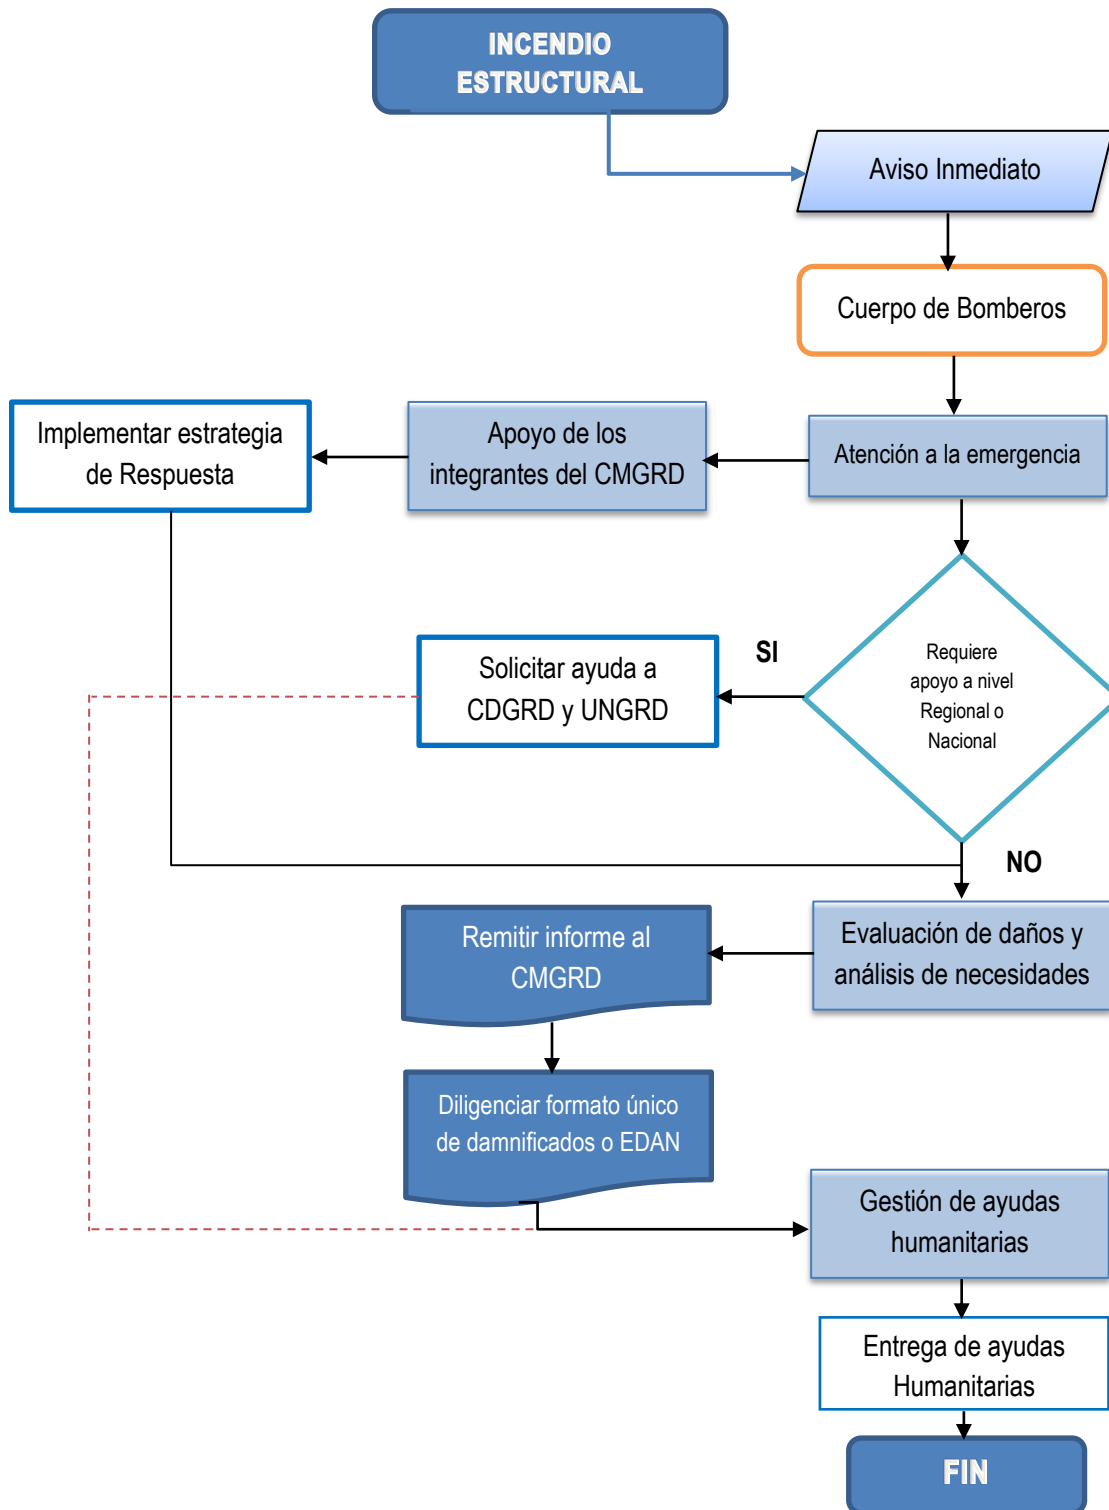 INCENDIO
ESTRUCTURAL
Aviso Inmediato
Cuerpo de Bomberos
Implementar estrategia
de Respuesta
Apoyo de los
integrantes del CMGRD
Atención a la emergencia
Requiere
apoyo a nivel
Regional o
Nacional
SI
Solicitar ayuda a
CDGRD y UNGRD
NO
Evaluación de daños y
análisis de necesidades
Remitir informe al
CMGRD
Diligenciar formato único
de damnificados o EDAN
Gestión de ayudas
humanitarias
Entrega de ayudas
Humanitarias
FIN